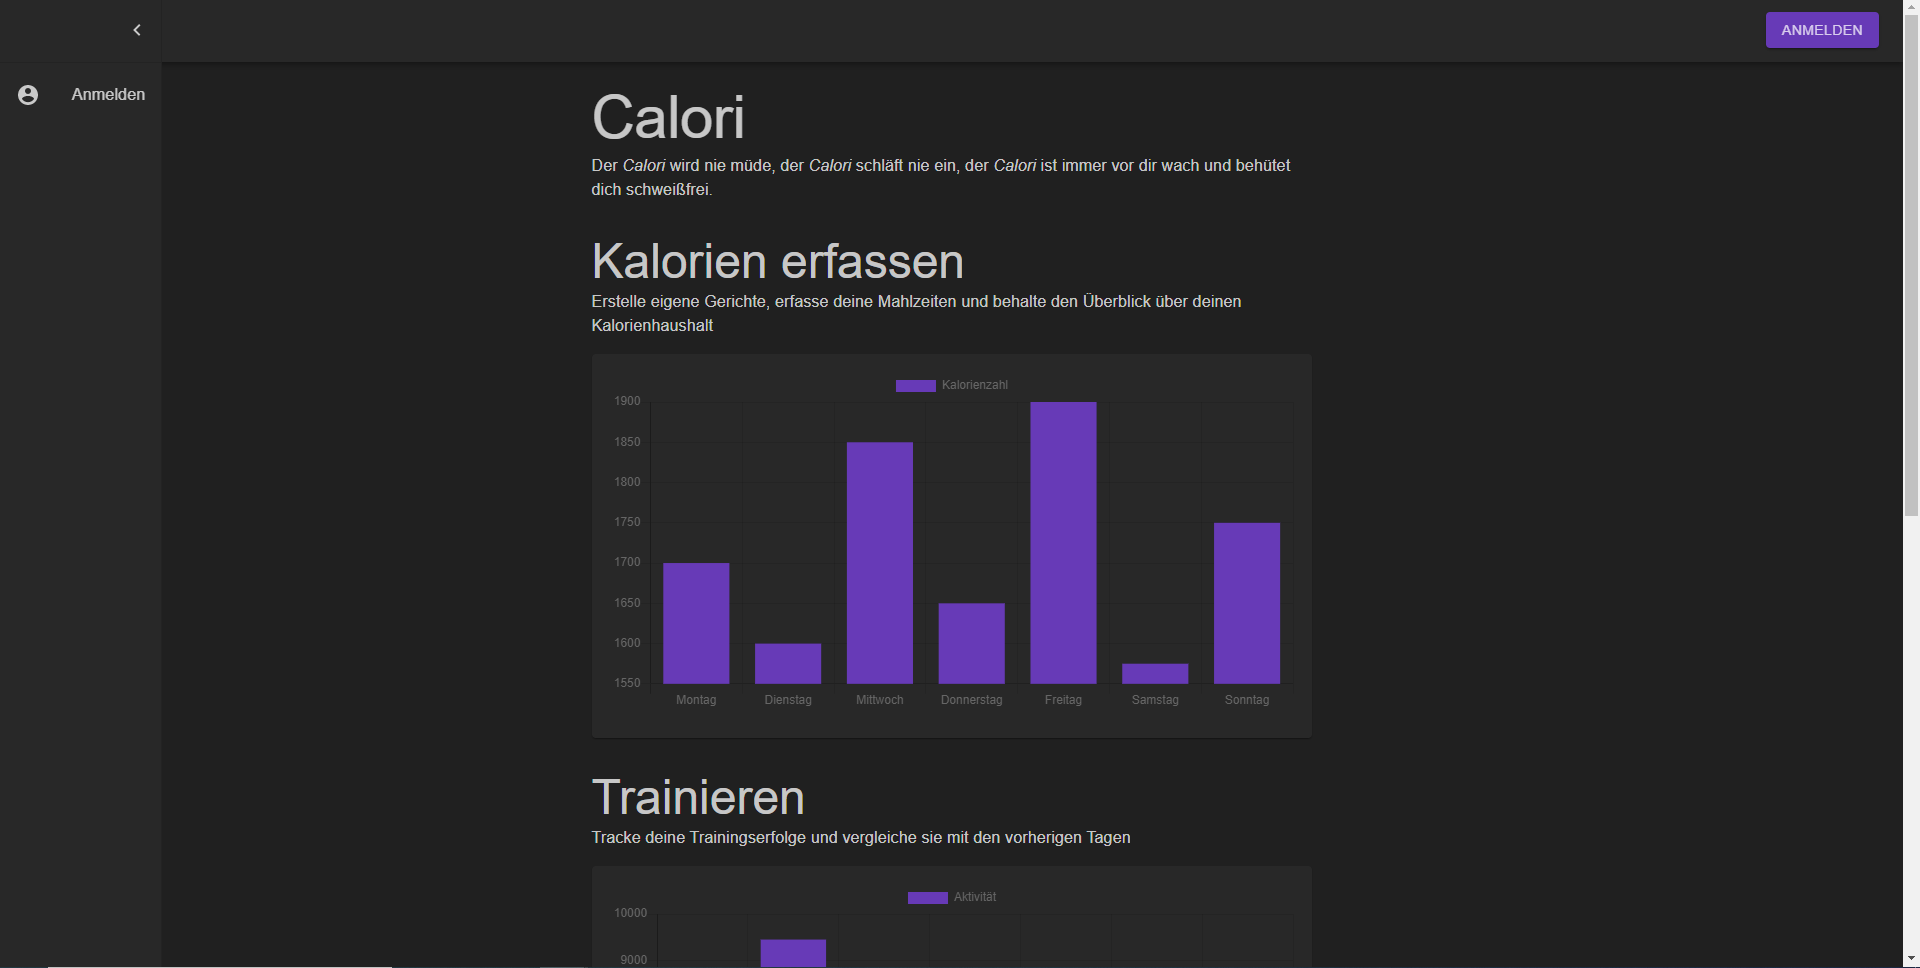 ANMELDEN
Anmelden
Calori
Der Calori wird nie müde, der Calori schläft nie ein, der Calori ist immer vor dir wach und behütet
dich schweißfrei.
Kalorien erfassen
Erstelle eigene Gerichte, erfasse deine Mahlzeiten und behalte den Überblick über deinen
Kalorienhaushalt
Kalorienzahl
1900
1850
1800
1750
1700
1650
1600
1550
Montag Dienstag Mittwoch Donnerstag Freitag Samstag Sonntag
Trainieren
Tracke deine Trainingserfolge und vergleiche sie mit den vorherigen Tagen
Aktivität
10000
9000